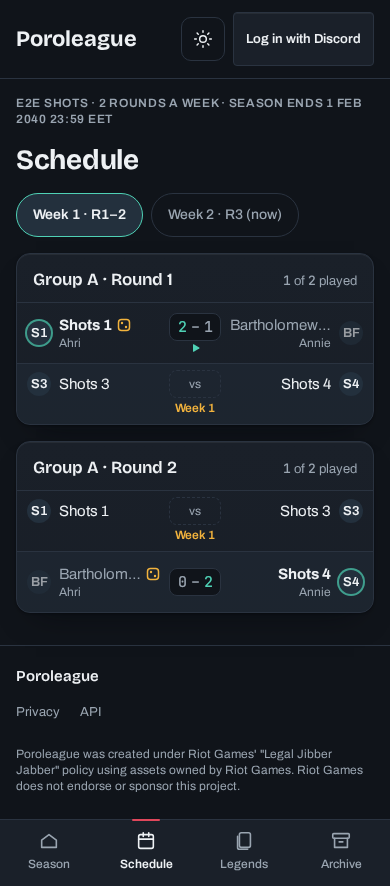 Poroleague
Log in with Discord
E2E SHOTS · 2 ROUNDS A WEEK · SEASON ENDS 1 FEB
2040 23:59 EET
Schedule
Week 1 · R1–2
Week 2 · R3 (now)
Group A · Round 1
1 of 2 played
S1 Shots 1 2 – 1 Bartholomew... BF
Ahri Annie
S3 Shots 3 vs Shots 4 S4
Week 1
Group A · Round 2
1 of 2 played
S1 Shots 1 vs Shots 3 S3
Week 1
BF Bartholom... 0 – 2 Shots 4 S4
Ahri Annie
Poroleague
Privacy API
Poroleague was created under Riot Games' "Legal Jibber
Jabber" policy using assets owned by Riot Games. Riot Games
does not endorse or sponsor this project.
Season Schedule Legends Archive